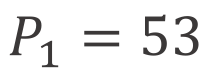 P₁ = 53